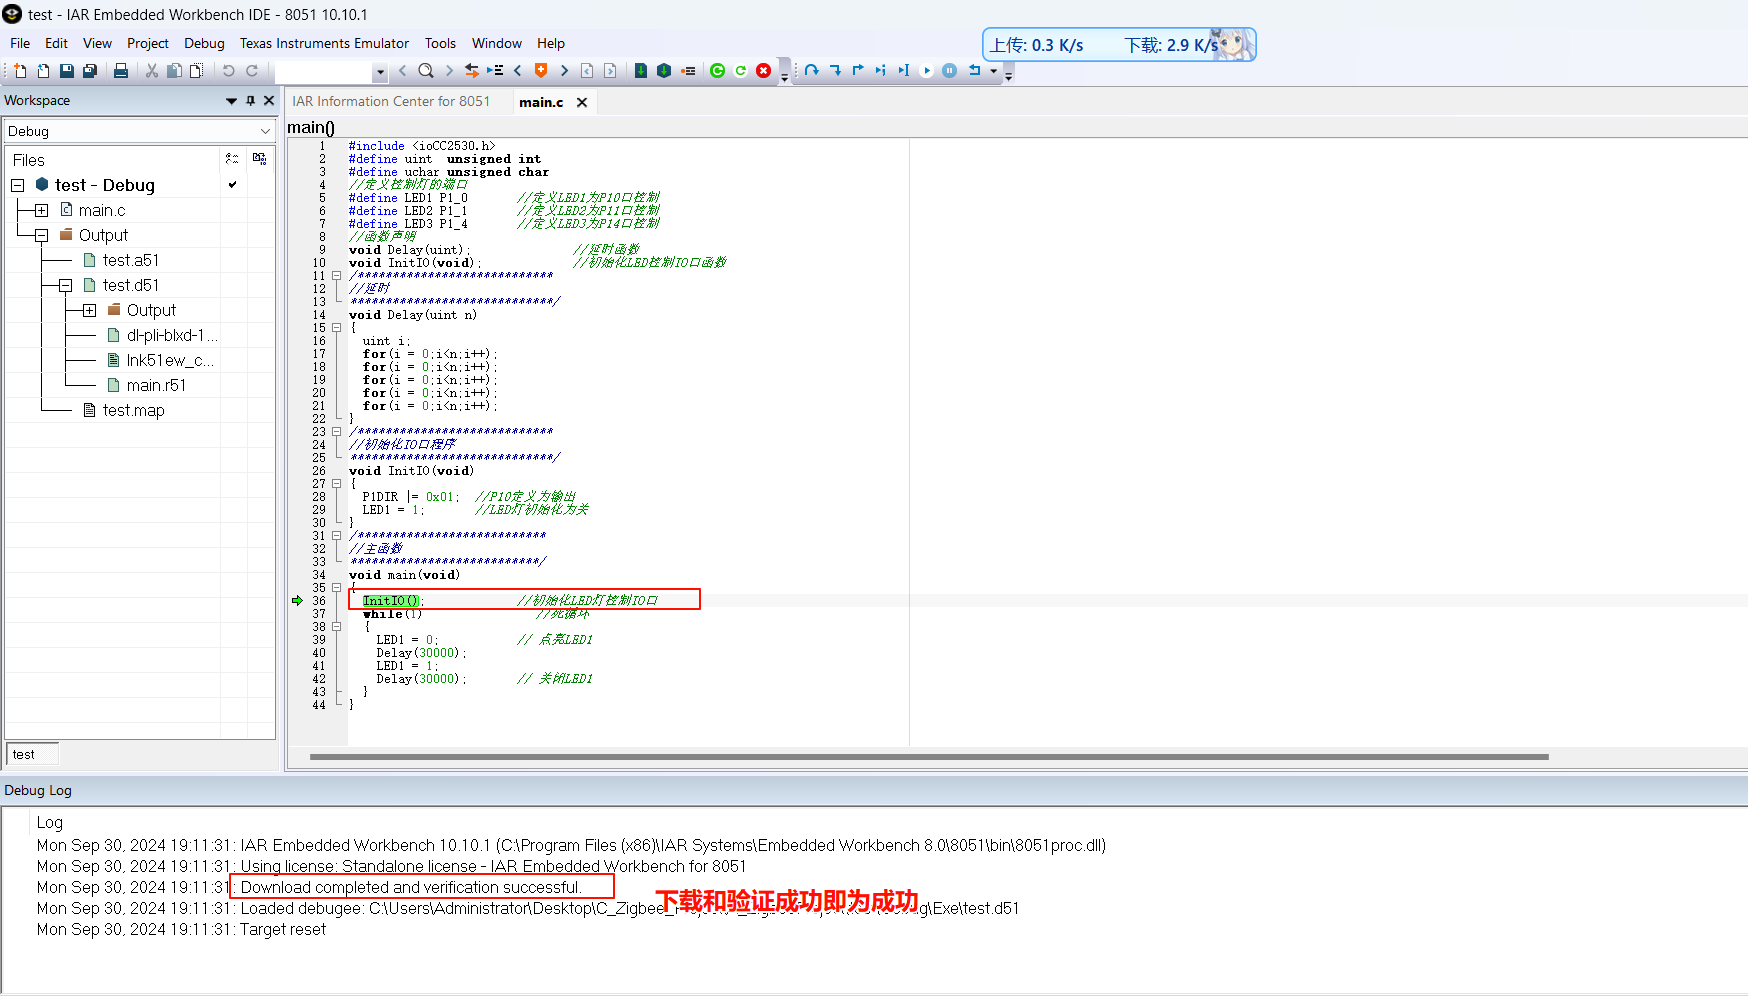 test - IAR Embedded Workbench IDE - 8051 10.10.1
File Edit View Project Debug Texas Instruments Emulator Tools Window Help
上传: 0.3 K/s 下载: 2.9 K/s
Workspace
IAR Information Center for 8051 main.c
Debug
main()
Files
test - Debug
main.c
Output
test.a51
test.d51
Output
dl-pli-blxd-1...
lnk51ew_c...
main.r51
test.map
test
1 #include <ioCC2530.h>
2 #define uint unsigned int
3 #define uchar unsigned char
4 //定义控制灯的端口
5 #define LED1 P1_0 //定义LED1为P10口控制
6 #define LED2 P1_1 //定义LED2为P11口控制
7 #define LED3 P1_4 //定义LED3为P14口控制
8 //函数声明
9 void Delay(uint); //延时函数
10 void InitIO(void); //初始化LED控制IO口函数
11 /****************************
12 //延时
13 *****************************/
14 void Delay(uint n)
15 {
16 uint i;
17 for(i = 0;i<n;i++);
18 for(i = 0;i<n;i++);
19 for(i = 0;i<n;i++);
20 for(i = 0;i<n;i++);
21 for(i = 0;i<n;i++);
22 }
23 /****************************
24 //初始化IO口程序
25 *****************************/
26 void InitIO(void)
27 {
28 P1DIR |= 0x01; //P10定义为输出
29 LED1 = 1; //LED灯初始化为关
30 }
31 /***************************
32 //主函数
33 ***************************/
34 void main(void)
35 {
36 InitIO(); //初始化LED灯控制IO口
37 while(1) //死循环
38 {
39 LED1 = 0; // 点亮LED1
40 Delay(30000);
41 LED1 = 1;
42 Delay(30000); // 关闭LED1
43 }
44 }
Debug Log
Log
Mon Sep 30, 2024 19:11:31: IAR Embedded Workbench 10.10.1 (C:\Program Files (x86)\IAR Systems\Embedded Workbench 8.0\8051\bin\8051proc.dll)
Mon Sep 30, 2024 19:11:31: Using license: Standalone license - IAR Embedded Workbench for 8051
Mon Sep 30, 2024 19:11:31: Download completed and verification successful.
下载和验证成功即为成功
Mon Sep 30, 2024 19:11:31: Loaded debugee: C:\Users\Administrator\Desktop\C_Zigbee_ \Exe\test.d51
Mon Sep 30, 2024 19:11:31: Target reset